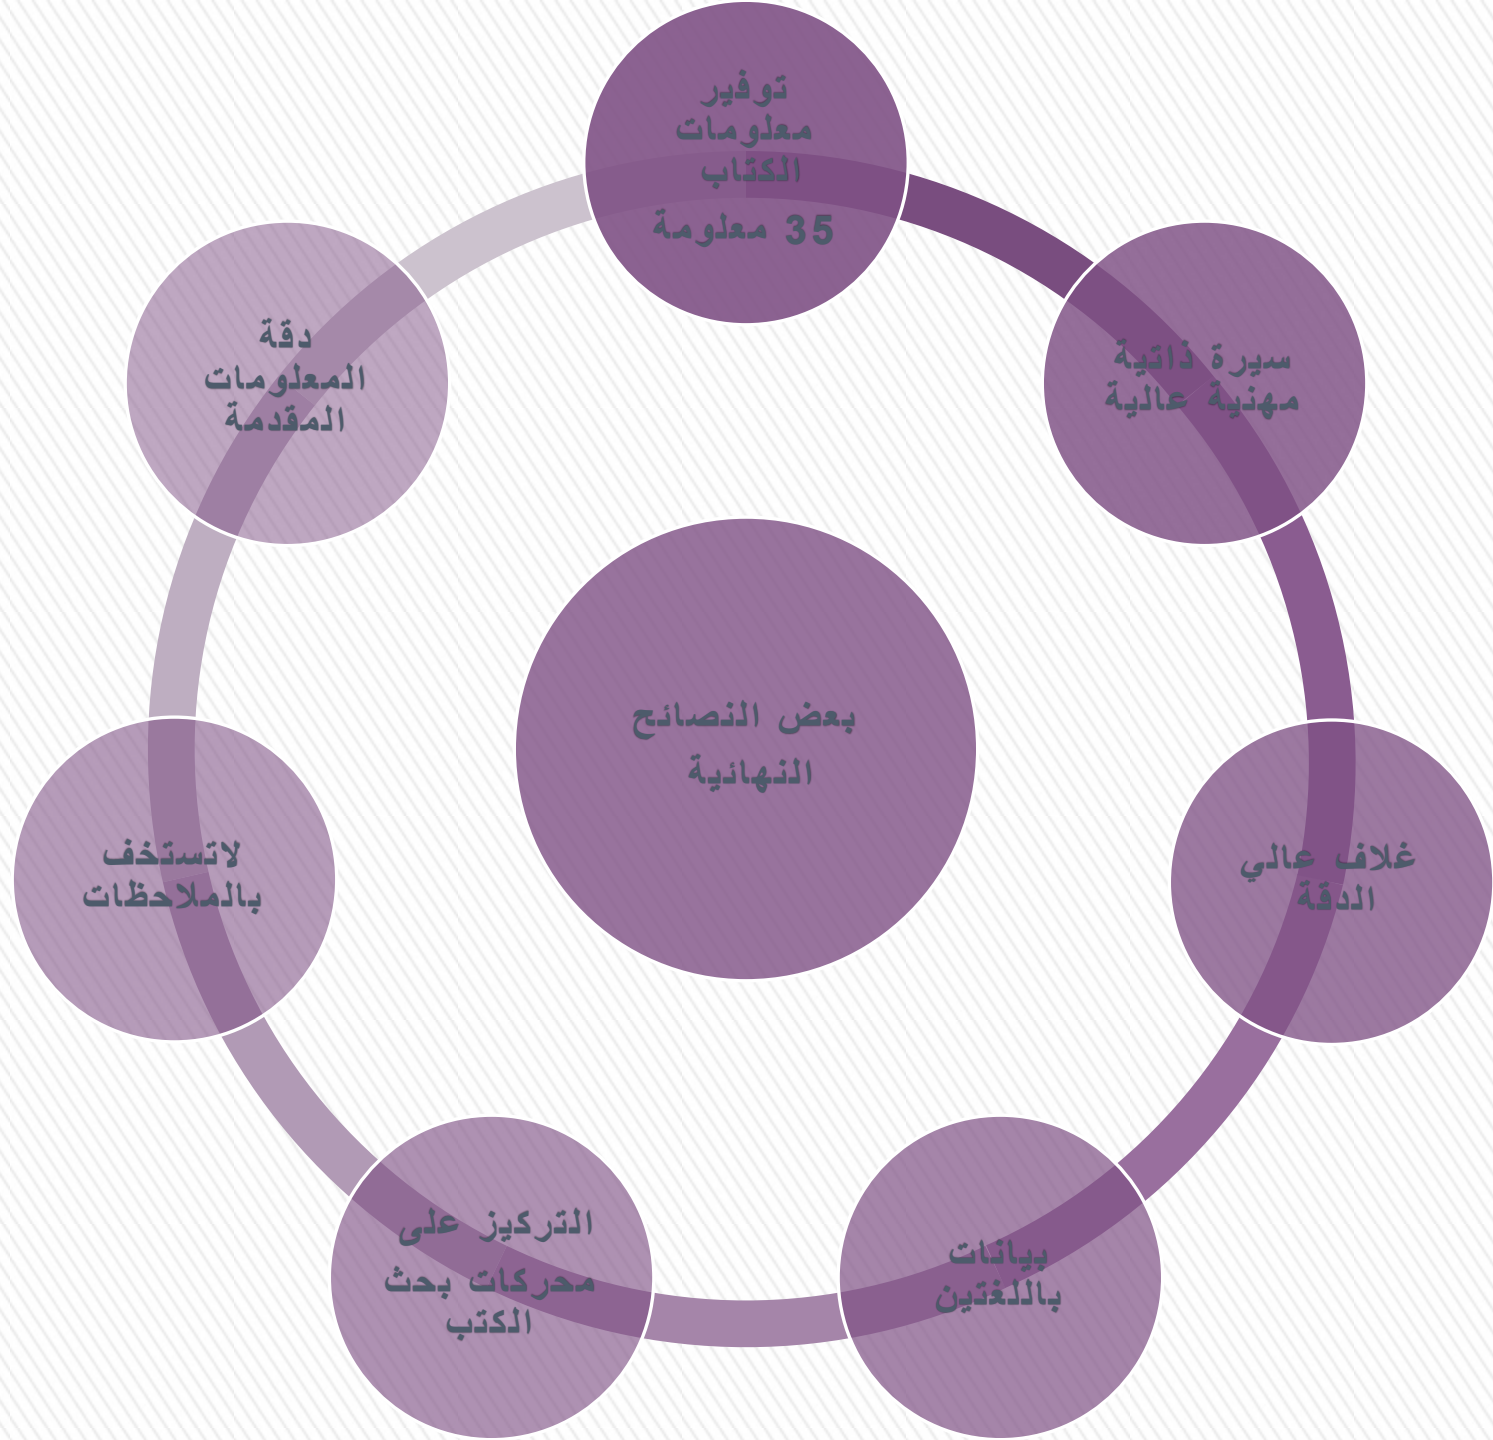 توفير
معلومات
الكتاب
35 معلومة
سيرة ذاتية
مهنية عالية
غلاف عالي
الدقة
بيانات
باللغتين
التركيز على
محركات بحث
الكتب
لاتستخف
بالملاحظات
دقة
المعلومات
المقدمة
بعض النصائح
النهائية